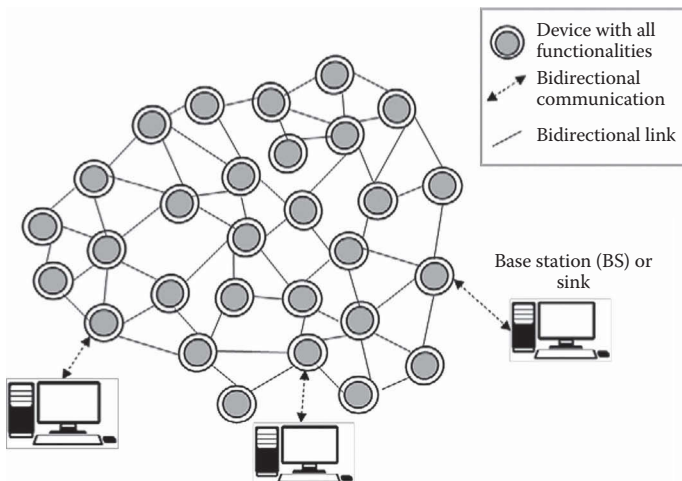 Device with all
functionalities
Bidirectional
communication
Bidirectional link
Base station (BS) or
sink